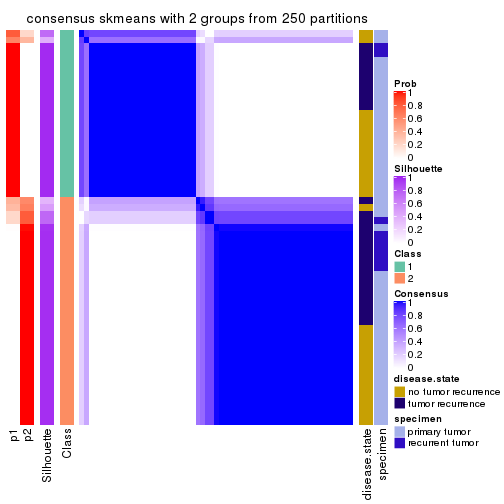 consensus skmeans with 2 groups from 250 partitions
Prob
1
0.8
0.6
0.4
0.2
0
Silhouette
1
0.8
0.6
0.4
0.2
0
Class
1
2
Consensus
1
0.8
0.6
0.4
0.2
0
disease.state
no tumor recurrence
tumor recurrence
specimen
primary tumor
recurrent tumor
p1
p2
Silhouette
Class
disease.state
specimen